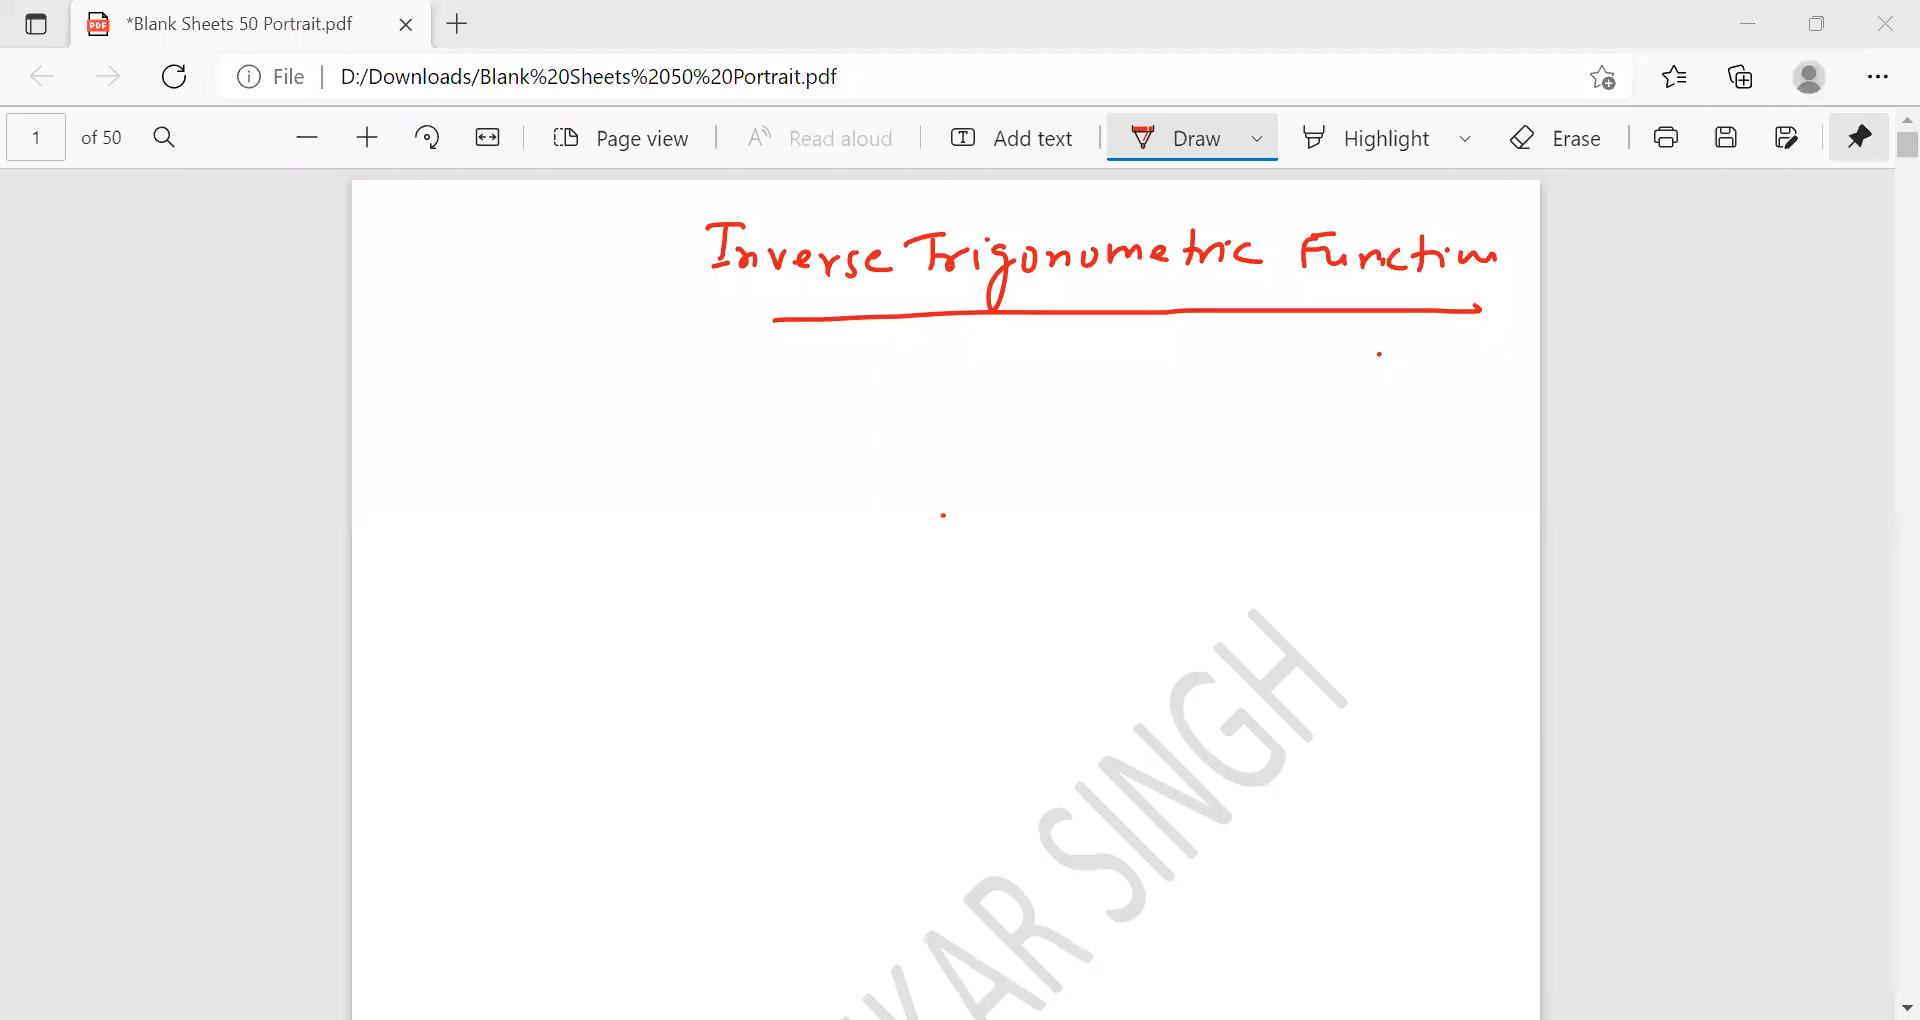 *Blank Sheets 50 Portrait.pdf
File D:/Downloads/Blank%20Sheets%2050%20Portrait.pdf
1 of 50 Page view Read aloud Add text Draw Highlight Erase
Inverse Trigonometric Function
KAR SINGH